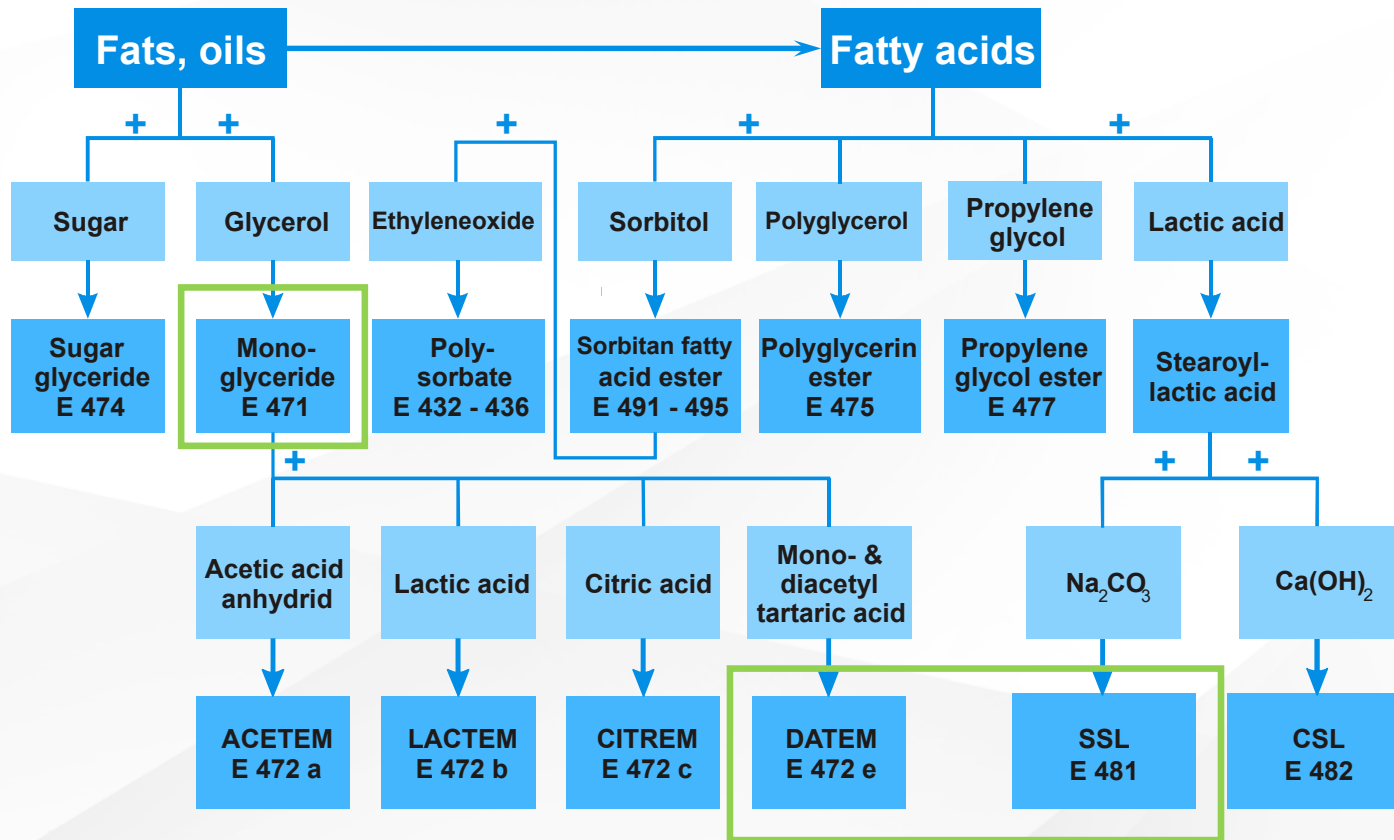 Fats, oils
Fatty acids
+
+
+
+
+
Sugar
Glycerol
Ethyleneoxide
Sorbitol
Polyglycerol
Propylene
glycol
Lactic acid
Sugar
glyceride
E 474
Mono-
glyceride
E 471
Poly-
sorbate
E 432 - 436
Sorbitan fatty
acid ester
E 491 - 495
Polyglycerin
ester
E 475
Propylene
glycol ester
E 477
Stearoyl-
lactic acid
+
+
+
Acetic acid
anhydrid
Lactic acid
Citric acid
Mono- &
diacetyl
tartaric acid
Na₂CO₃
Ca(OH)₂
ACETEM
E 472 a
LACTEM
E 472 b
CITREM
E 472 c
DATEM
E 472 e
SSL
E 481
CSL
E 482